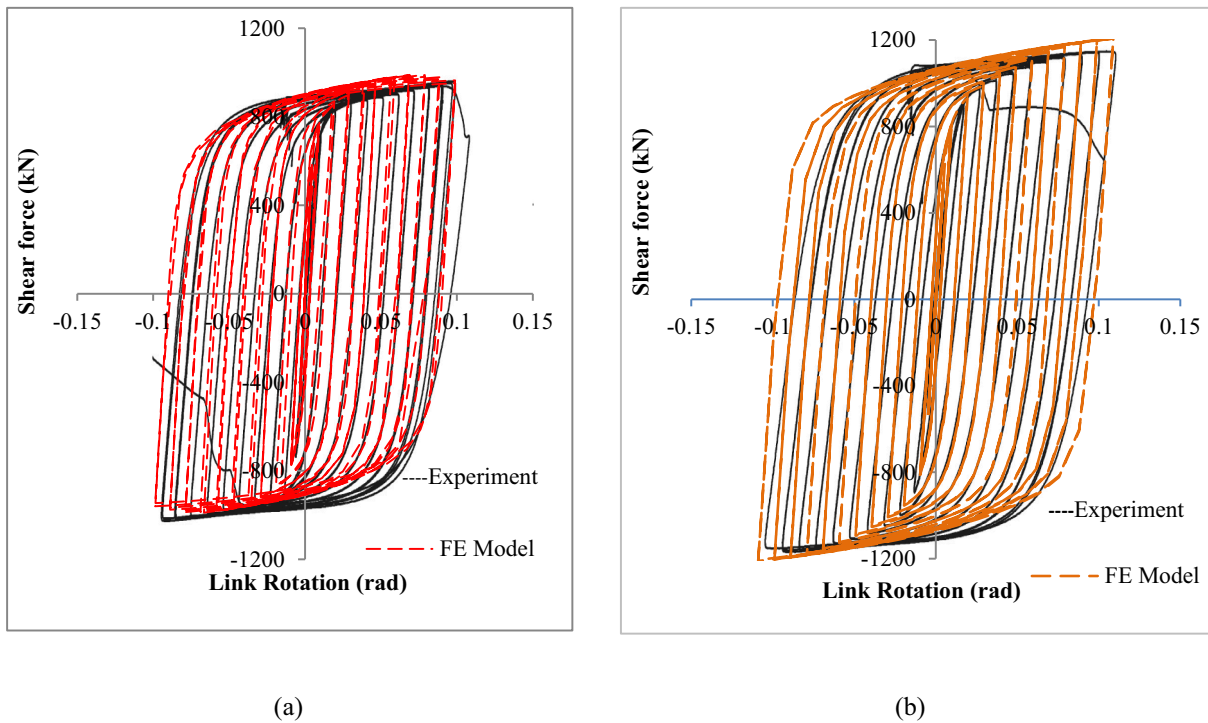 1200
800
400
0
-400
-800
-1200
-0.15
-0.1
-0.05
0
0.05
0.1
0.15
Shear force (kN)
Link Rotation (rad)
----Experiment
FE Model
(a)
1200
800
400
0
-400
-800
-1200
-0.15
-0.1
-0.05
0
0.05
0.1
0.15
Shear force (kN)
Link Rotation (rad)
----Experiment
FE Model
(b)